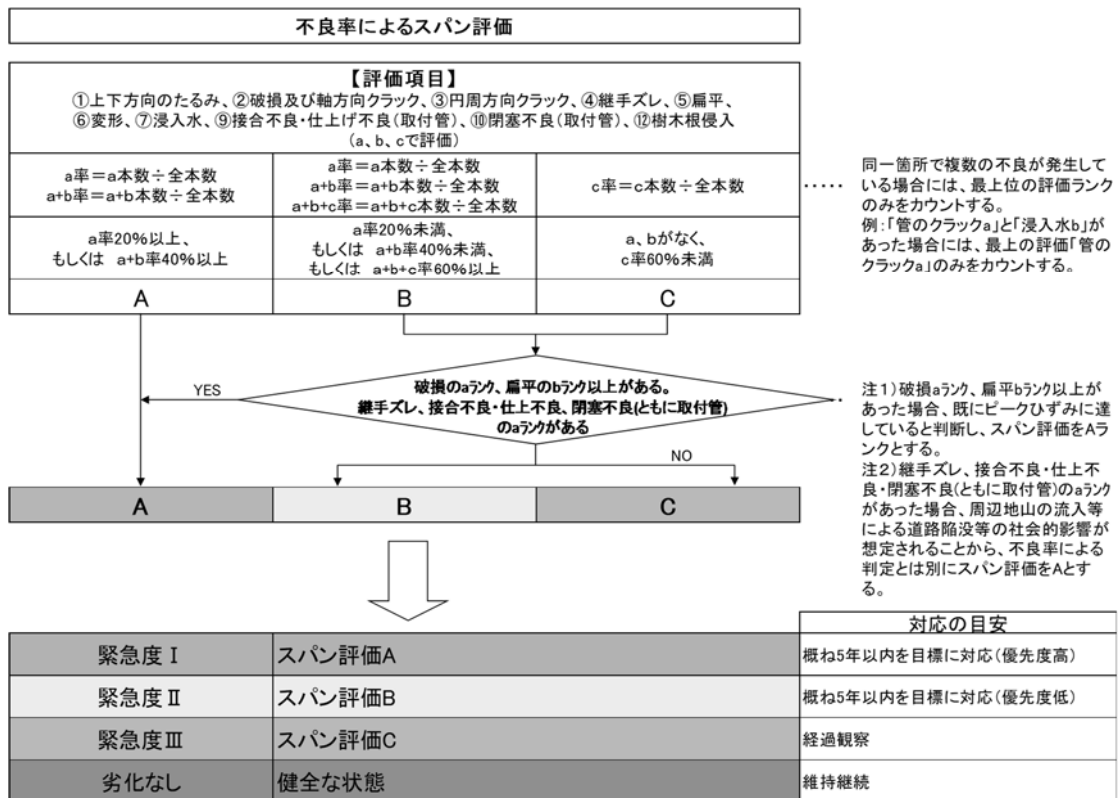 不良率によるスパン評価
【評価項目】
①上下方向のたるみ、②破損及び軸方向クラック、③円周方向クラック、④継手ズレ、⑤扁平、
⑥変形、⑦浸入水、⑨接合不良・仕上げ不良(取付管)、⑩閉塞不良(取付管)、⑫樹木根侵入
(a、b、cで評価)
a率=a本数÷全本数
a+b率=a+b本数÷全本数
a率=a本数÷全本数
a+b率=a+b本数÷全本数
a+b+c率=a+b+c本数÷全本数
c率=c本数÷全本数
a率20%以上、
もしくは a+b率40%以上
a率20%未満、
もしくは a+b率40%未満、
もしくは a+b+c率60%以上
a、bがなく、
c率60%未満
A
B
C
‥‥‥
同一箇所で複数の不良が発生して
いる場合には、最上位の評価ランク
のみをカウントする。
例:「管のクラックa」と「浸入水b」が
あった場合には、最上の評価「管の
クラックa」のみをカウントする。
破損のaランク、扁平のbランク以上がある。
継手ズレ、接合不良・仕上不良、閉塞不良(ともに取付管)
のaランクがある
YES
NO
‥
注1)破損aランク、扁平bランク以上が
あった場合、既にピークひずみに達
していると判断し、スパン評価をAラ
ンクとする。
注2)継手ズレ、接合不良・仕上不
良・閉塞不良(ともに取付管)のaランク
があった場合、周辺地山の流入等
による道路陥没等の社会的影響が
想定されることから、不良率による
判定とは別にスパン評価をAとす
る。
A
B
C
対応の目安
緊急度Ⅰ スパン評価A 概ね5年以内を目標に対応(優先度高)
緊急度Ⅱ スパン評価B 概ね5年以内を目標に対応(優先度低)
緊急度Ⅲ スパン評価C 経過観察
劣化なし 健全な状態 維持継続